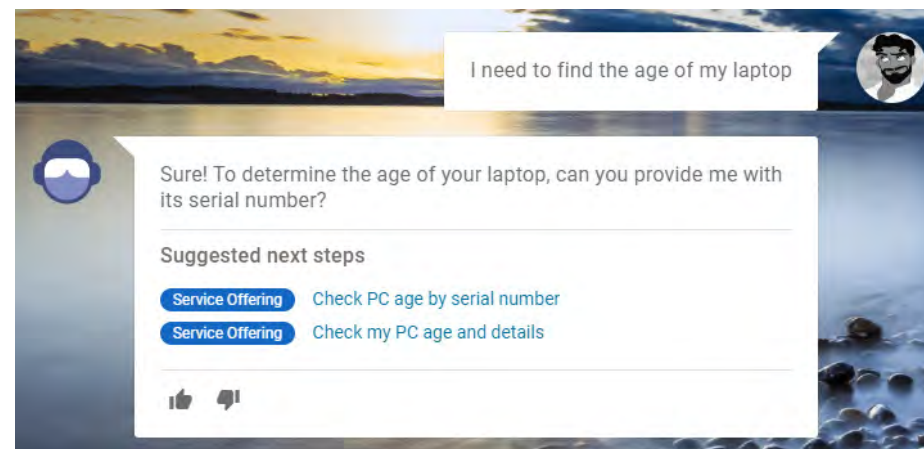 I need to find the age of my laptop
Sure! To determine the age of your laptop, can you provide me with
its serial number?
Suggested next steps
Service Offering Check PC age by serial number
Service Offering Check my PC age and details